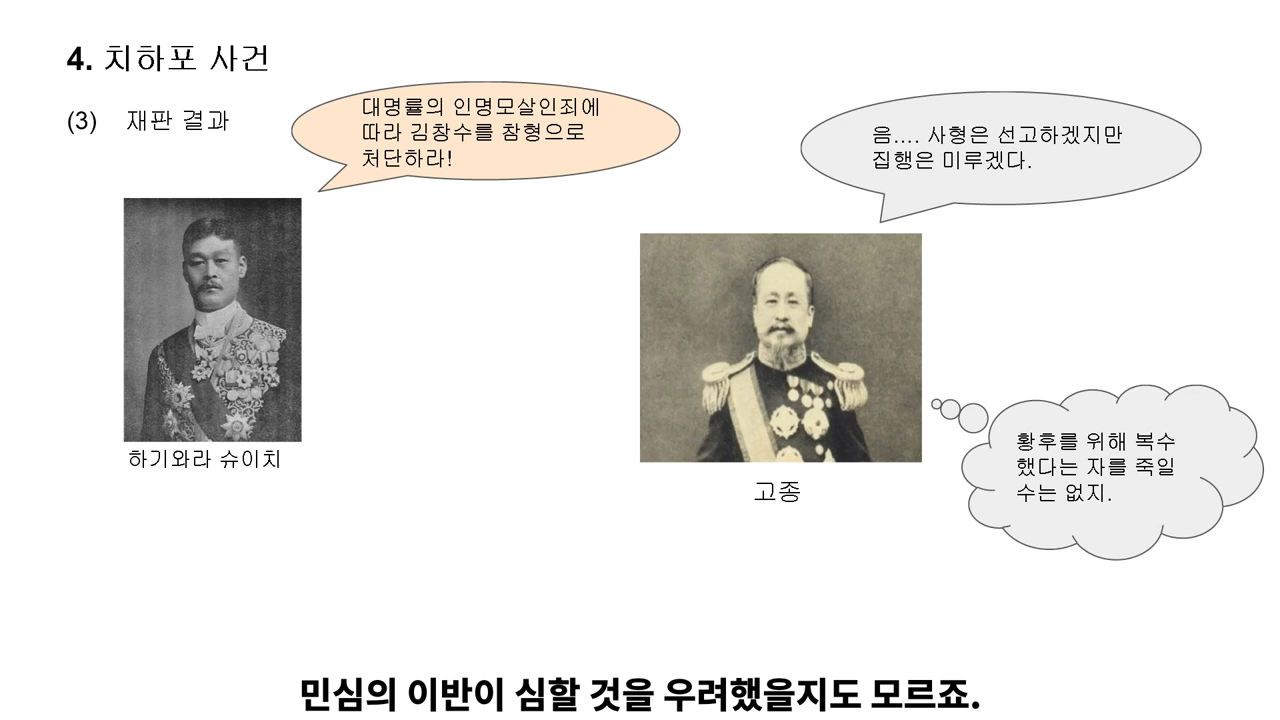 4. 치하포 사건
(3) 재판 결과
대명률의 인명모살인죄에
따라 김창수를 참형으로
처단하라!
음.... 사형은 선고하겠지만
집행은 미루겠다.
하기와라 슈이치
고종
황후를 위해 복수
했다는 자를 죽일
수는 없지.
민심의 이반이 심할 것을 우려했을지도 모르죠.